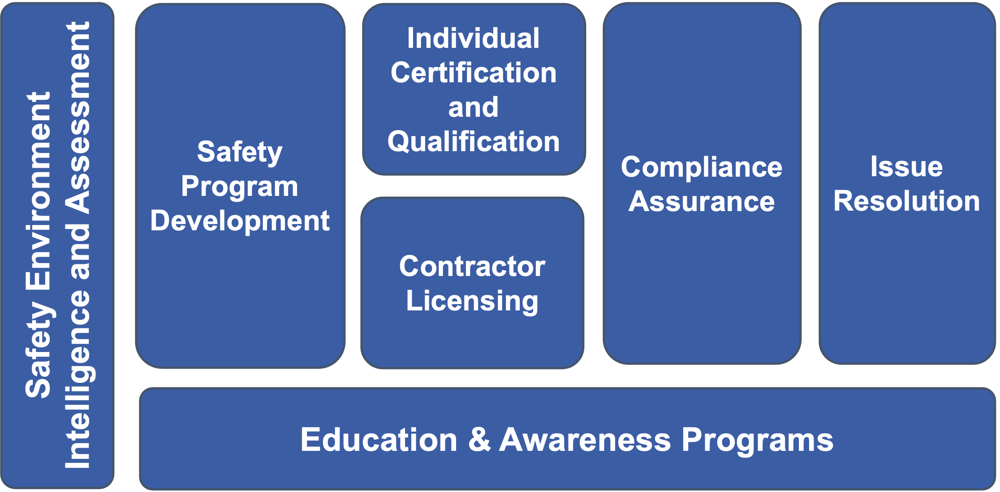 Safety Environment
Intelligence and Assessment
Safety
Program
Development
Individual
Certification
and
Qualification
Contractor
Licensing
Compliance
Assurance
Issue
Resolution
Education & Awareness Programs